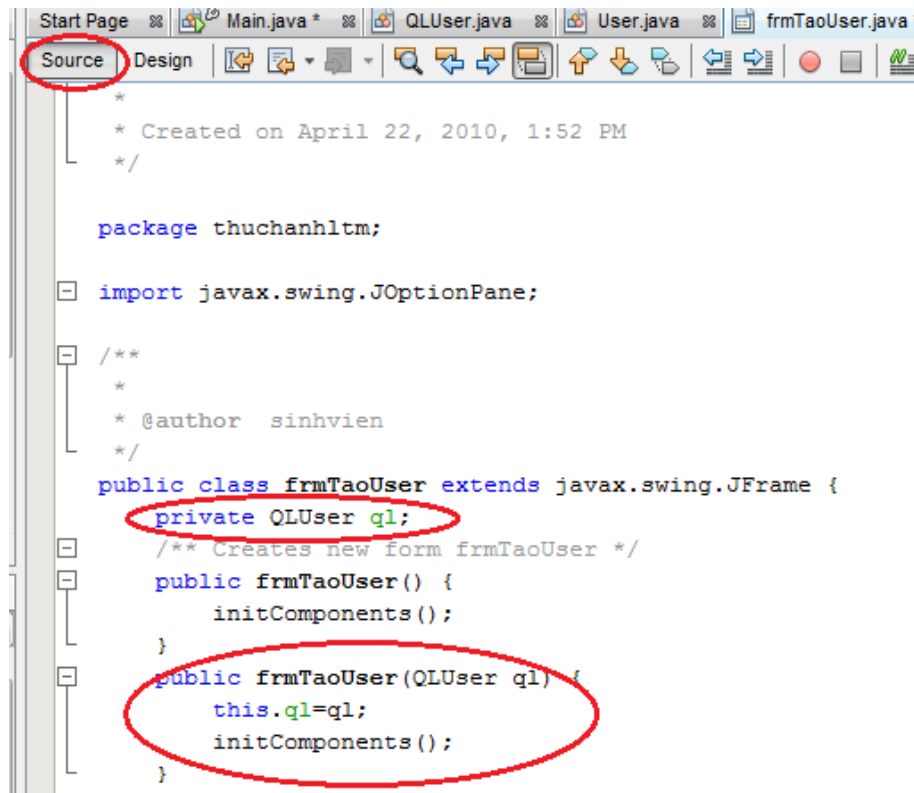 Start Page Main.java * QLUser.java User.java frmTaoUser.java
Source Design
*
* Created on April 22, 2010, 1:52 PM
*/
package thuchanhltm;
import javax.swing.JOptionPane;
/**
*
* @author  sinhvien
*/
public class frmTaoUser extends javax.swing.JFrame {
private QLUser ql;
/** Creates new form frmTaoUser */
public frmTaoUser() {
initComponents();
}
public frmTaoUser(QLUser ql) {
this.ql=ql;
initComponents();
}